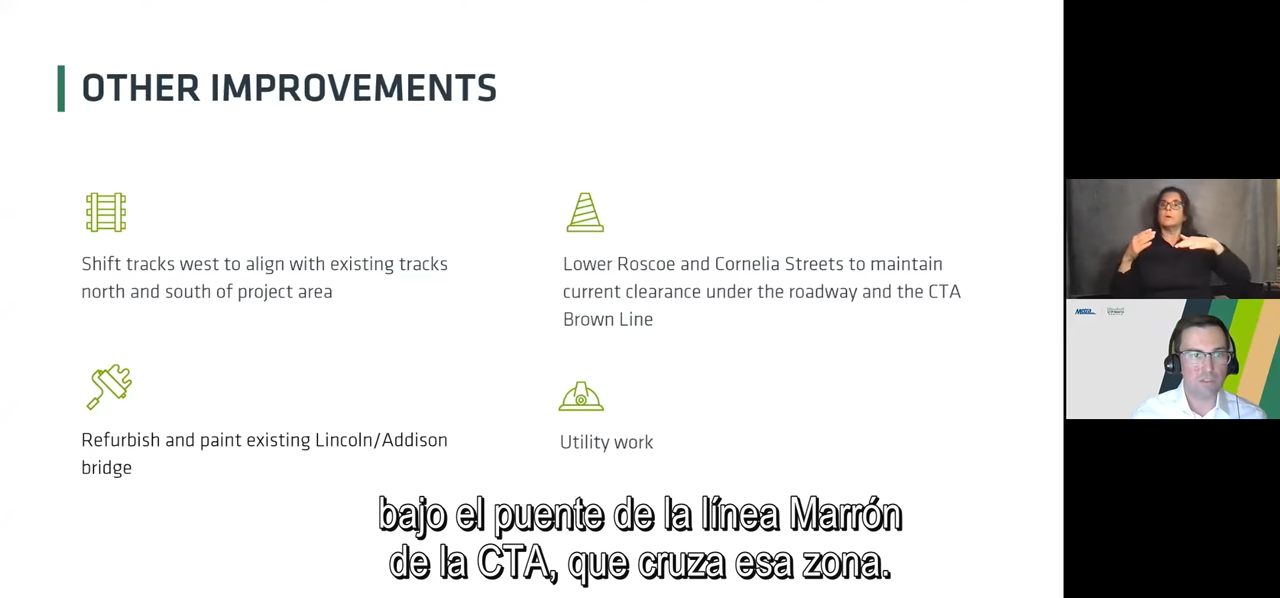 OTHER IMPROVEMENTS
Shift tracks west to align with existing tracks
north and south of project area
Lower Roscoe and Cornelia Streets to maintain
current clearance under the roadway and the CTA
Brown Line
Refurbish and paint existing Lincoln/Addison
bridge
Utility work
bajo el puente de la línea Marrón
de la CTA, que cruza esa zona.
Metra